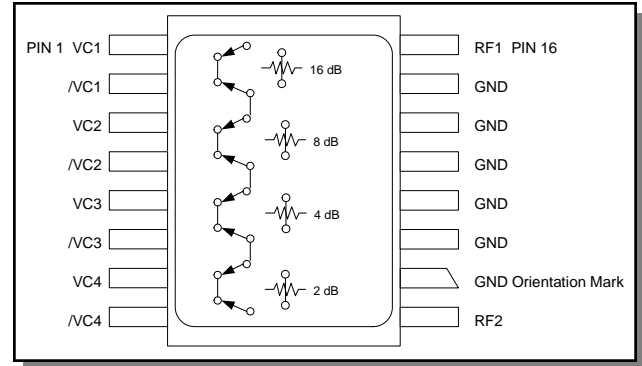 PIN 1 VC1
/VC1
VC2
/VC2
VC3
/VC3
VC4
/VC4
16 dB
8 dB
4 dB
2 dB
RF1 PIN 16
GND
GND
GND
GND
GND
GND Orientation Mark
RF2